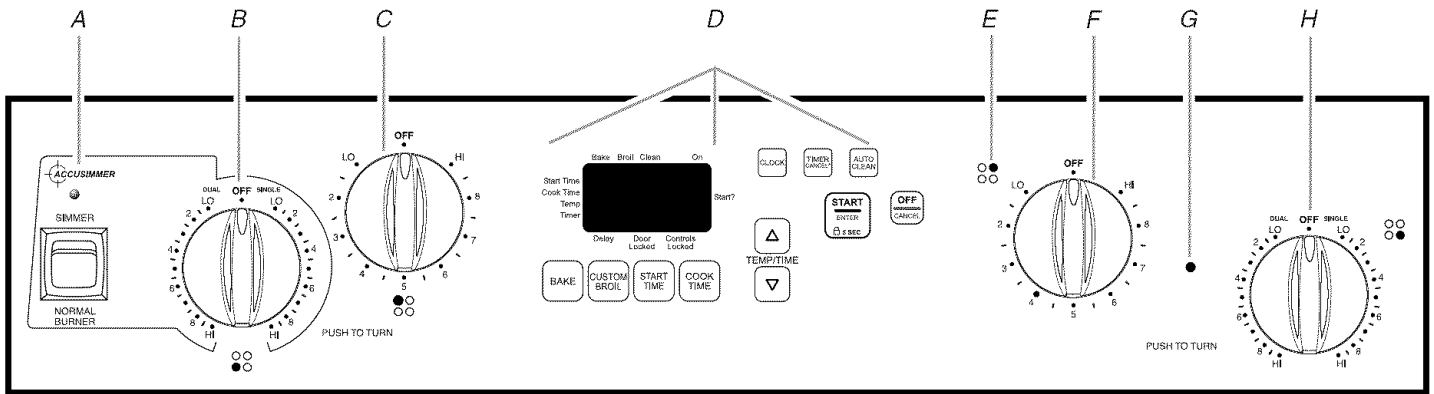 A B C D E F G H
ACCUSIMMER
SIMMER
NORMAL
BURNER
DUAL OFF SINGLE
LO LO
2 2
4 4
6 6
8 8
HI HI
OFF
LO HI
2 8
3 7
4 6
5
PUSH TO TURN
Bake Broil Clean On
Start Time
Cook Time
Temp
Timer
Start?
Delay Door Locked Controls Locked
BAKE
CUSTOM
BROIL
START
TIME
COOK
TIME
TEMP/TIME
CLOCK
TIMER
CANCEL
AUTO
CLEAN
START
ENTER
5 SEC
OFF
CANCEL
OFF
LO HI
2 8
3 7
4 6
5
PUSH TO TURN
DUAL OFF SINGLE
LO LO
2 2
4 4
6 6
8 8
HI HI